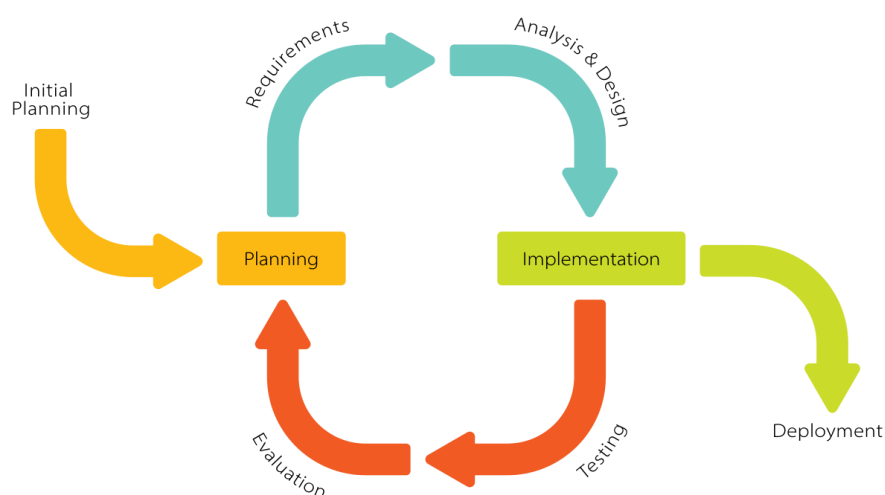 Initial
Planning
Requirements
Analysis & Design
Planning
Implementation
Evaluation
Testing
Deployment